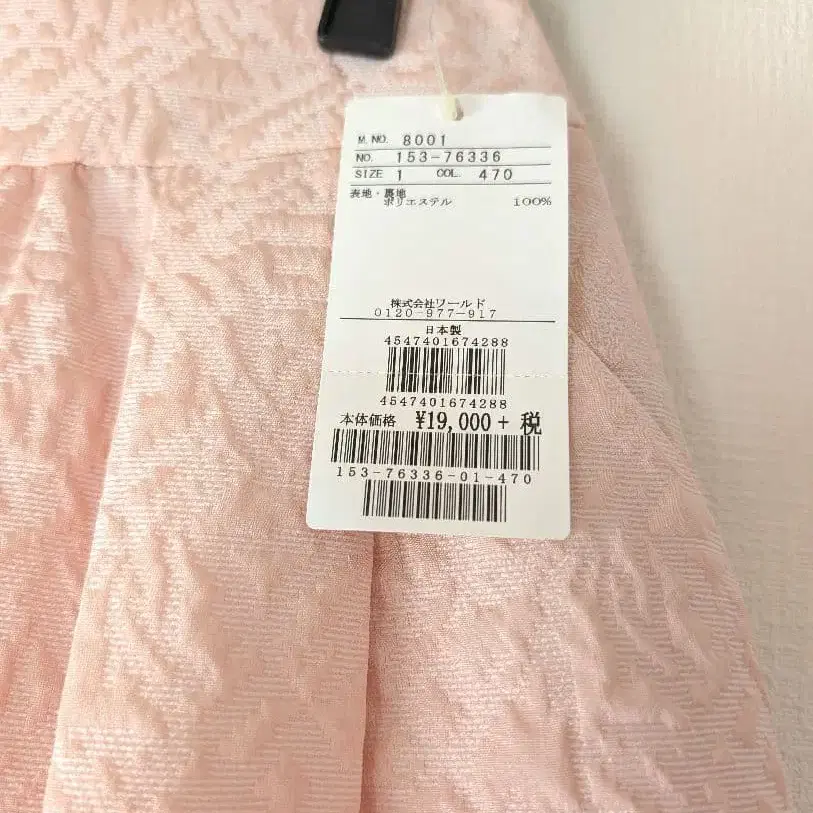 M.NO. 8001
NO. 153-76336
SIZE 1 COL. 470
表地・裏地
ポリエステル 100%
株式会社ワールド
0120-977-917
日本製
4547401674288
4547401674288
本体価格 ¥19,000+ 税
153-76336-01-470